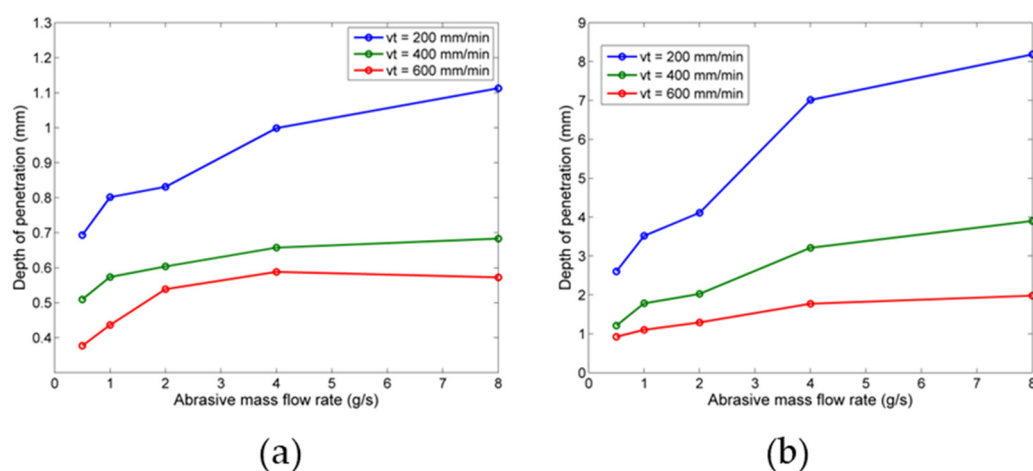 1.3
1.2
1.1
1
0.9
0.8
0.7
0.6
0.5
0.4
Depth of penetration (mm)
vt = 200 mm/min
vt = 400 mm/min
vt = 600 mm/min
0 1 2 3 4 5 6 7 8
Abrasive mass flow rate (g/s)
(a)
9
8
7
6
5
4
3
2
1
0
Depth of penetration (mm)
vt = 200 mm/min
vt = 400 mm/min
vt = 600 mm/min
0 1 2 3 4 5 6 7 8
Abrasive mass flow rate (g/s)
(b)